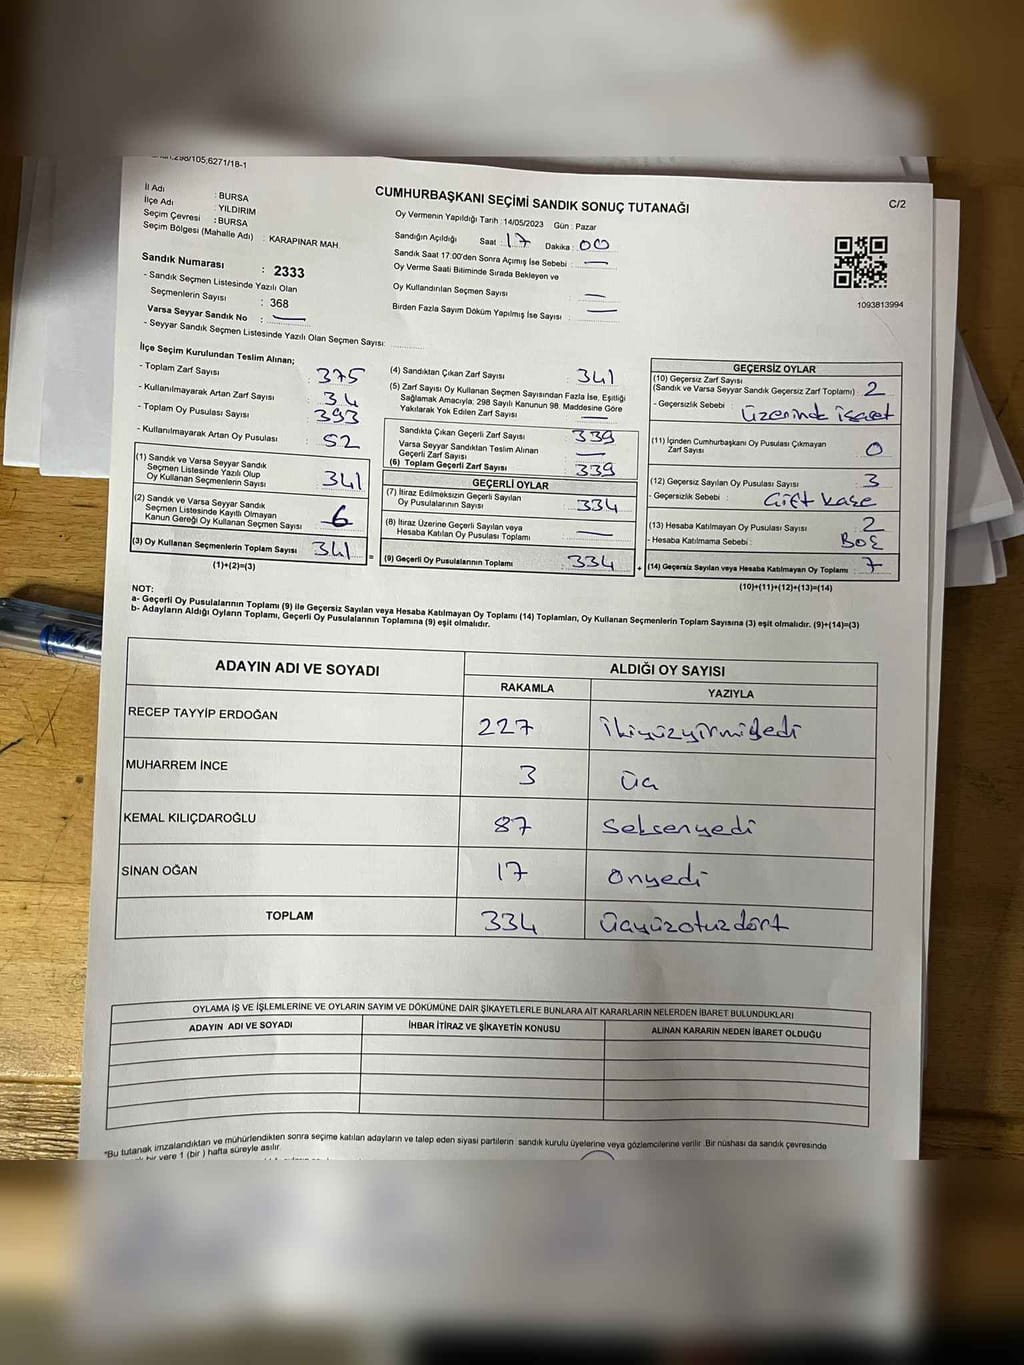 298/105;6271/18-1
CUMHURBAŞKANI SEÇİMİ SANDIK SONUÇ TUTANAĞI
C/2
İl Adı : BURSA
İlçe Adı : YILDIRIM
Seçim Çevresi : BURSA
Seçim Bölgesi (Mahalle Adı) : KARAPINAR MAH.
Sandık Numarası : 2333
- Sandık Seçmen Listesinde Yazılı Olan
Seçmenlerin Sayısı : 368
Varsa Seyyar Sandık No : —
- Seyyar Sandık Seçmen Listesinde Yazılı Olan Seçmen Sayısı:
Oy Vermenin Yapıldığı Tarih : 14/05/2023 Gün : Pazar
Sandığın Açıldığı Saat : 17 Dakika : 00
Sandık Saat 17:00'den Sonra Açımış İse Sebebi : —
Oy Verme Saati Bitiminde Sırada Bekleyen ve
Oy Kullandırılan Seçmen Sayısı : —
Birden Fazla Sayım Döküm Yapılmış İse Sayısı : —
1093813994
İlçe Seçim Kurulundan Teslim Alınan;
- Toplam Zarf Sayısı : 375
- Kullanılmayarak Artan Zarf Sayısı : 34
- Toplam Oy Pusulası Sayısı : 393
- Kullanılmayarak Artan Oy Pusulası : 52
(1) Sandık ve Varsa Seyyar Sandık
Seçmen Listesinde Yazılı Olup
Oy Kullanan Seçmenlerin Sayısı 341
(2) Sandık ve Varsa Seyyar Sandık
Seçmen Listesinde Kayıtlı Olmayan
Kanun Gereği Oy Kullanan Seçmen Sayısı 6
(3) Oy Kullanan Seçmenlerin Toplam Sayısı 341
(1)+(2)=(3)
(4) Sandıktan Çıkan Zarf Sayısı : 341
(5) Zarf Sayısı Oy Kullanan Seçmen Sayısından Fazla İse, Eşitliği
Sağlamak Amacıyla; 298 Sayılı Kanunun 98. Maddesine Göre
Yakılarak Yok Edilen Zarf Sayısı : —
Sandıkta Çıkan Geçerli Zarf Sayısı : 339
Varsa Seyyar Sandıktan Teslim Alınan
Geçerli Zarf Sayısı : —
(6) Toplam Geçerli Zarf Sayısı : 339
GEÇERLİ OYLAR
(7) İtiraz Edilmeksizin Geçerli Sayılan
Oy Pusulalarının Sayısı : 334
(8) İtiraz Üzerine Geçerli Sayılan veya
Hesaba Katılan Oy Pusulası Toplamı : —
(9) Geçerli Oy Pusulalarının Toplamı : 334
=
+
GEÇERSİZ OYLAR
(10) Geçersiz Zarf Sayısı
(Sandık ve Varsa Seyyar Sandık Geçersiz Zarf Toplamı) : 2
- Geçersizlik Sebebi : üzerinde işaret
(11) İçinden Cumhurbaşkanı Oy Pusulası Çıkmayan
Zarf Sayısı : 0
(12) Geçersiz Sayılan Oy Pusulası Sayısı : 3
- Geçersizlik Sebebi : Çift kaşe
(13) Hesaba Katılmayan Oy Pusulası Sayısı : 2
- Hesaba Katılmama Sebebi : BOŞ
(14) Geçersiz Sayılan veya Hesaba Katılmayan Oy Toplamı : 7
(10)+(11)+(12)+(13)=(14)
NOT:
a- Geçerli Oy Pusulalarının Toplamı (9) ile Geçersiz Sayılan veya Hesaba Katılmayan Oy Toplamı (14) Toplamları, Oy Kullanan Seçmenlerin Toplam Sayısına (3) eşit olmalıdır. (9)+(14)=(3)
b- Adayların Aldığı Oyların Toplamı, Geçerli Oy Pusulalarının Toplamına (9) eşit olmalıdır.
ADAYIN ADI VE SOYADI ALDIĞI OY SAYISI
RAKAMLA YAZIYLA
RECEP TAYYİP ERDOĞAN 227 ikiyüzyirmiyedi
MUHARREM İNCE 3 üç
KEMAL KILIÇDAROĞLU 87 seksenyedi
SİNAN OĞAN 17 onyedi
TOPLAM 334 üçyüzotuzdört
OYLAMA İŞ VE İŞLEMLERİNE VE OYLARIN SAYIM VE DÖKÜMÜNE DAİR ŞİKAYETLERLE BUNLARA AİT KARARLARIN NELERDEN İBARET BULUNDUKLARI
ADAYIN ADI VE SOYADI İHBAR İTİRAZ VE ŞİKAYETİN KONUSU ALINAN KARARIN NEDEN İBARET OLDUĞU
*Bu tutanak imzalandıktan ve mühürlendikten sonra seçime katılan adayların ve talep eden siyasi partilerin sandık kurulu üyelerine veya gözlemcilerine verilir. Bir nüshası da sandık çevresinde
bir yere 1 (bir) hafta süreyle asılır